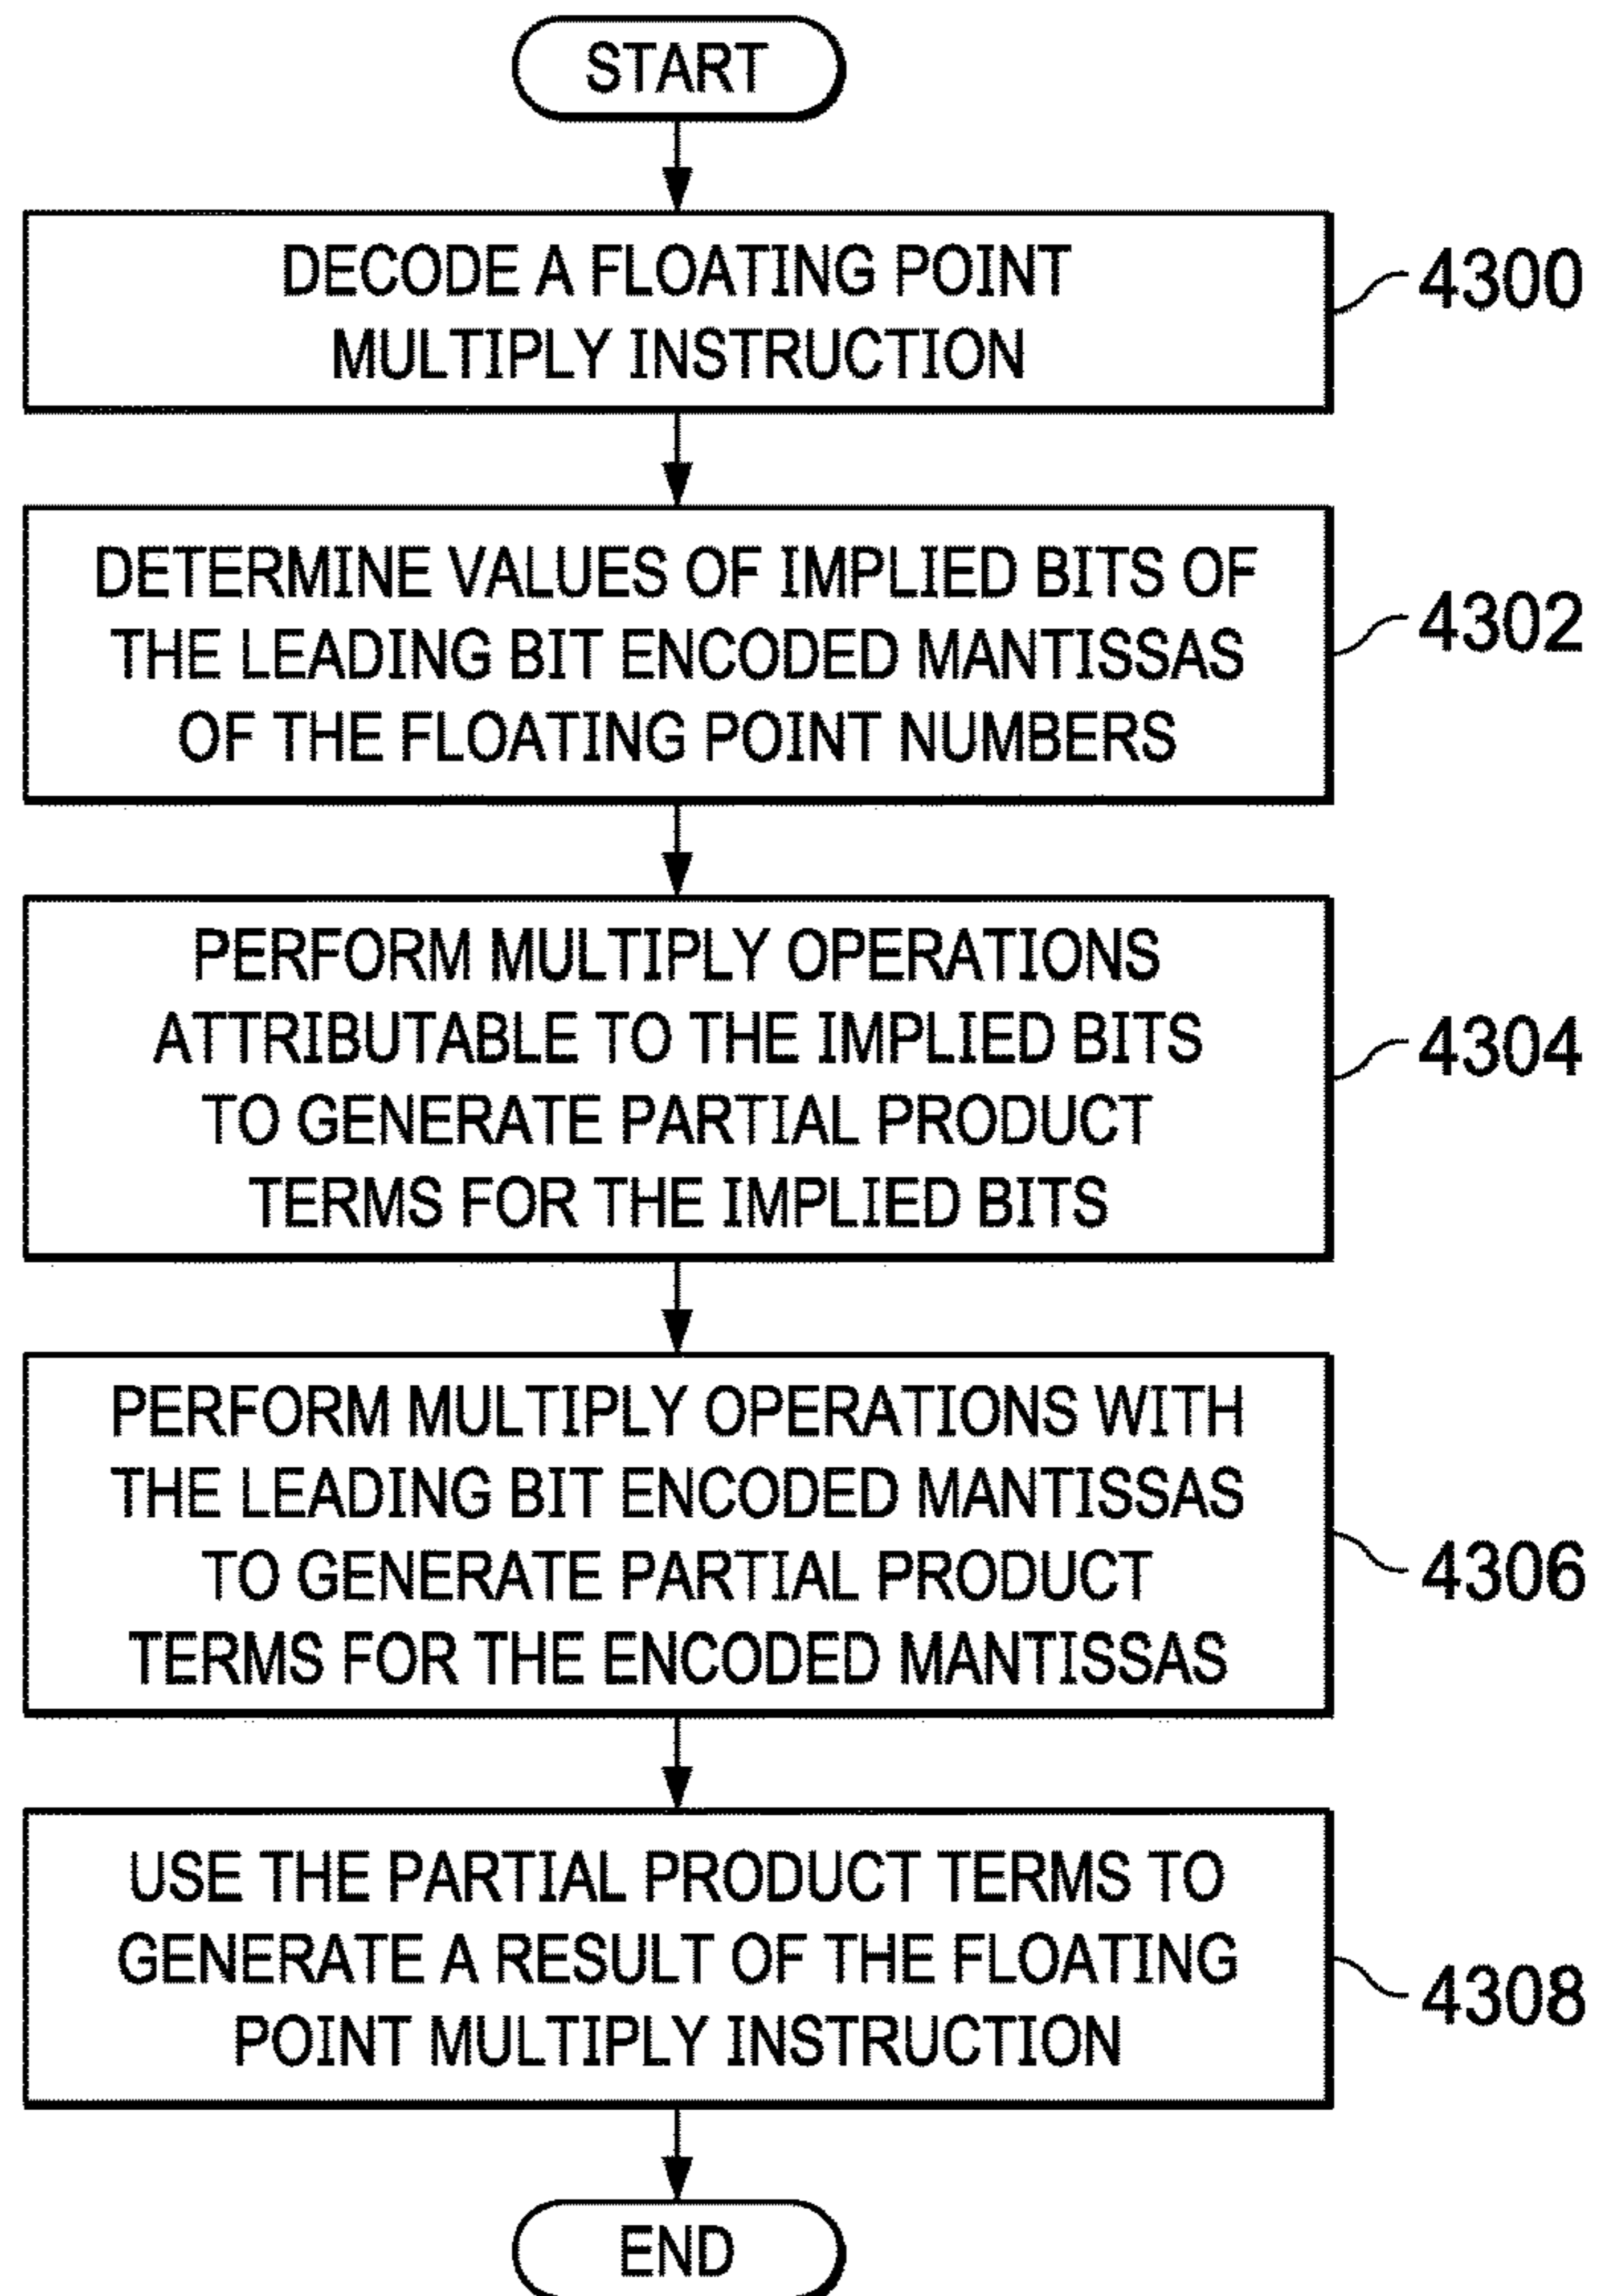 START
DECODE A FLOATING POINT
MULTIPLY INSTRUCTION
4300
DETERMINE VALUES OF IMPLIED BITS OF
THE LEADING BIT ENCODED MANTISSAS
OF THE FLOATING POINT NUMBERS
4302
PERFORM MULTIPLY OPERATIONS
ATTRIBUTABLE TO THE IMPLIED BITS
TO GENERATE PARTIAL PRODUCT
TERMS FOR THE IMPLIED BITS
4304
PERFORM MULTIPLY OPERATIONS WITH
THE LEADING BIT ENCODED MANTISSAS
TO GENERATE PARTIAL PRODUCT
TERMS FOR THE ENCODED MANTISSAS
4306
USE THE PARTIAL PRODUCT TERMS TO
GENERATE A RESULT OF THE FLOATING
POINT MULTIPLY INSTRUCTION
4308
END